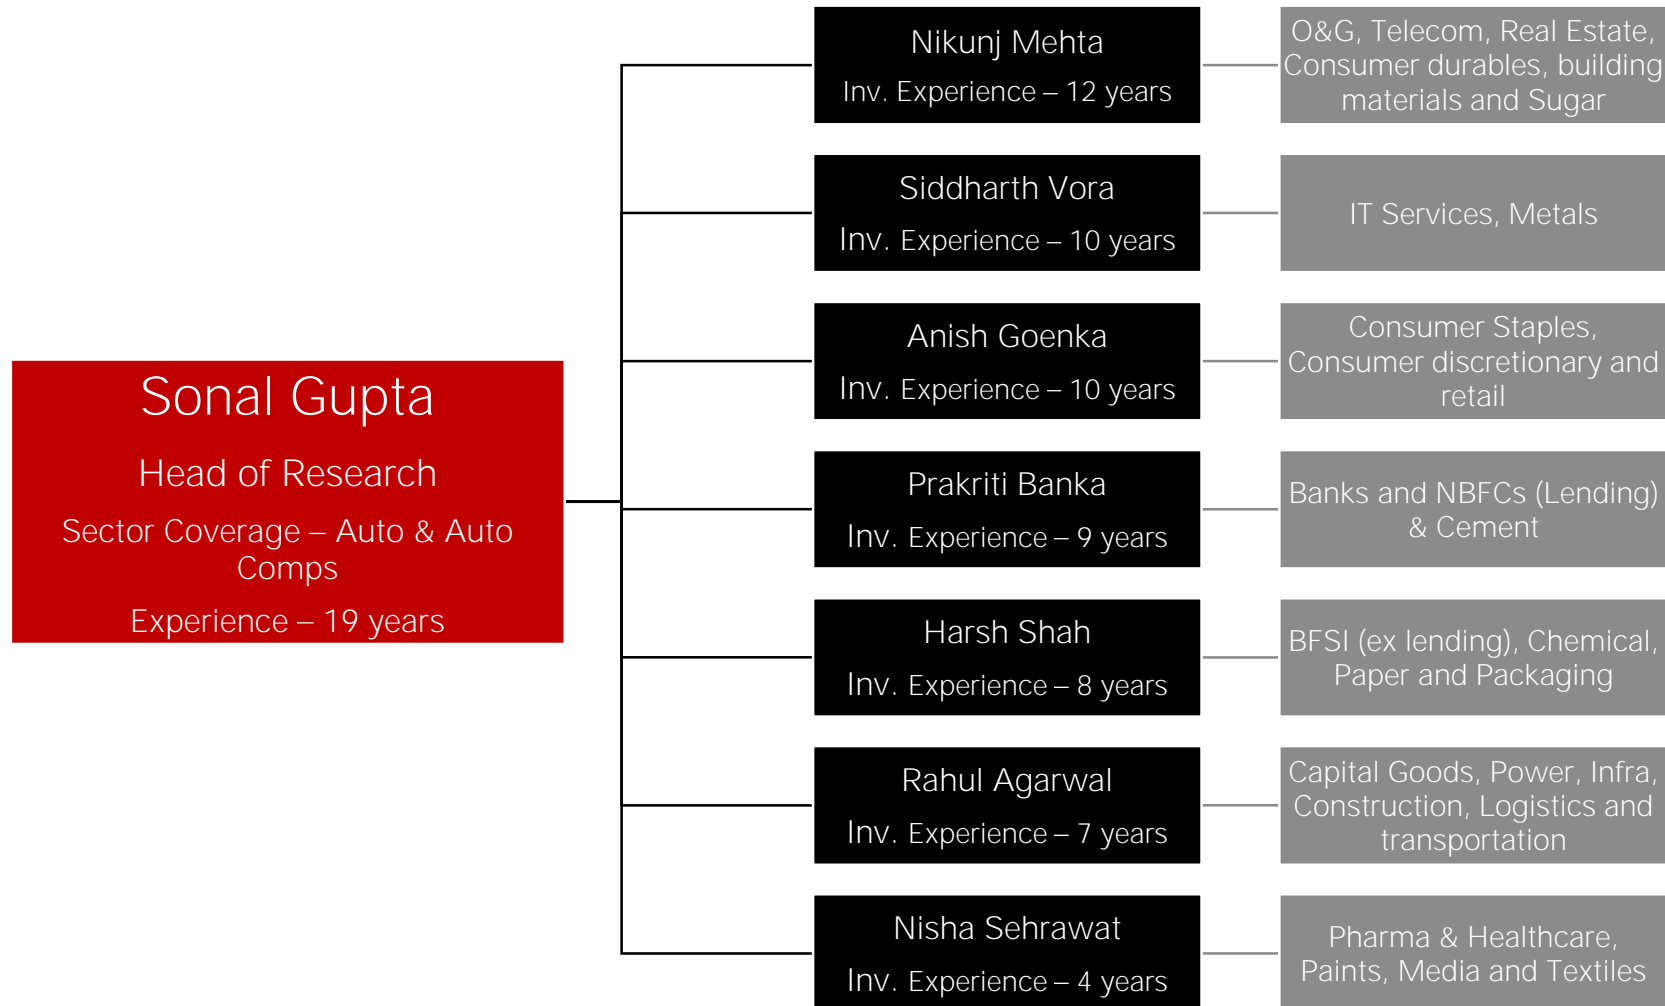 Sonal Gupta
Head of Research
Sector Coverage – Auto & Auto
Comps
Experience – 19 years
Nikunj Mehta
Inv. Experience – 12 years
O&G, Telecom, Real Estate,
Consumer durables, building
materials and Sugar
Siddharth Vora
Inv. Experience – 10 years
IT Services, Metals
Anish Goenka
Inv. Experience – 10 years
Consumer Staples,
Consumer discretionary and
retail
Prakriti Banka
Inv. Experience – 9 years
Banks and NBFCs (Lending)
& Cement
Harsh Shah
Inv. Experience – 8 years
BFSI (ex lending), Chemical,
Paper and Packaging
Rahul Agarwal
Inv. Experience – 7 years
Capital Goods, Power, Infra,
Construction, Logistics and
transportation
Nisha Sehrawat
Inv. Experience – 4 years
Pharma & Healthcare,
Paints, Media and Textiles